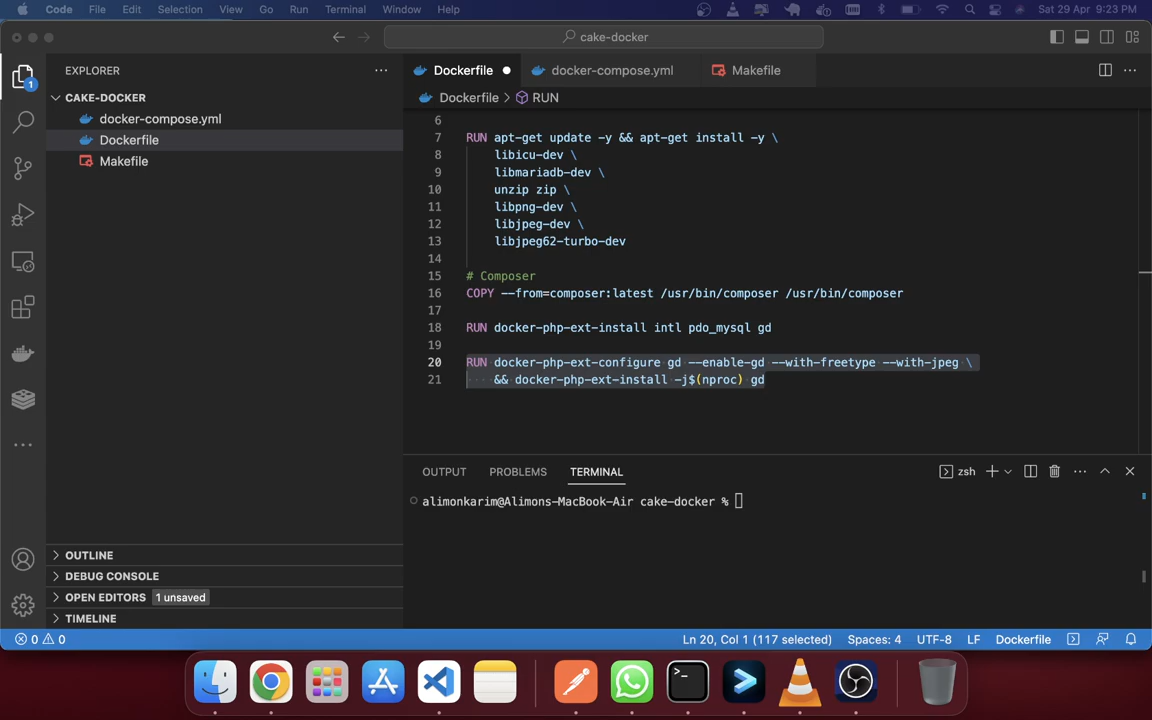 Code File Edit Selection View Go Run Terminal Window Help Sat 29 Apr 9:23 PM
cake-docker
EXPLORER
CAKE-DOCKER
docker-compose.yml
Dockerfile
Makefile
OUTLINE
DEBUG CONSOLE
OPEN EDITORS 1 unsaved
TIMELINE
1
Dockerfile docker-compose.yml Makefile
Dockerfile > RUN
6
7 RUN apt-get update -y && apt-get install -y \
8 libicu-dev \
9 libmariadb-dev \
10 unzip zip \
11 libpng-dev \
12 libjpeg-dev \
13 libjpeg62-turbo-dev
14
15 # Composer
16 COPY --from=composer:latest /usr/bin/composer /usr/bin/composer
17
18 RUN docker-php-ext-install intl pdo_mysql gd
19
20 RUN docker-php-ext-configure gd --enable-gd --with-freetype --with-jpeg \
21 && docker-php-ext-install -j$(nproc) gd
OUTPUT PROBLEMS TERMINAL zsh
alimonkarim@Alimons-MacBook-Air cake-docker %
0 0 Ln 20, Col 1 (117 selected) Spaces: 4 UTF-8 LF Dockerfile